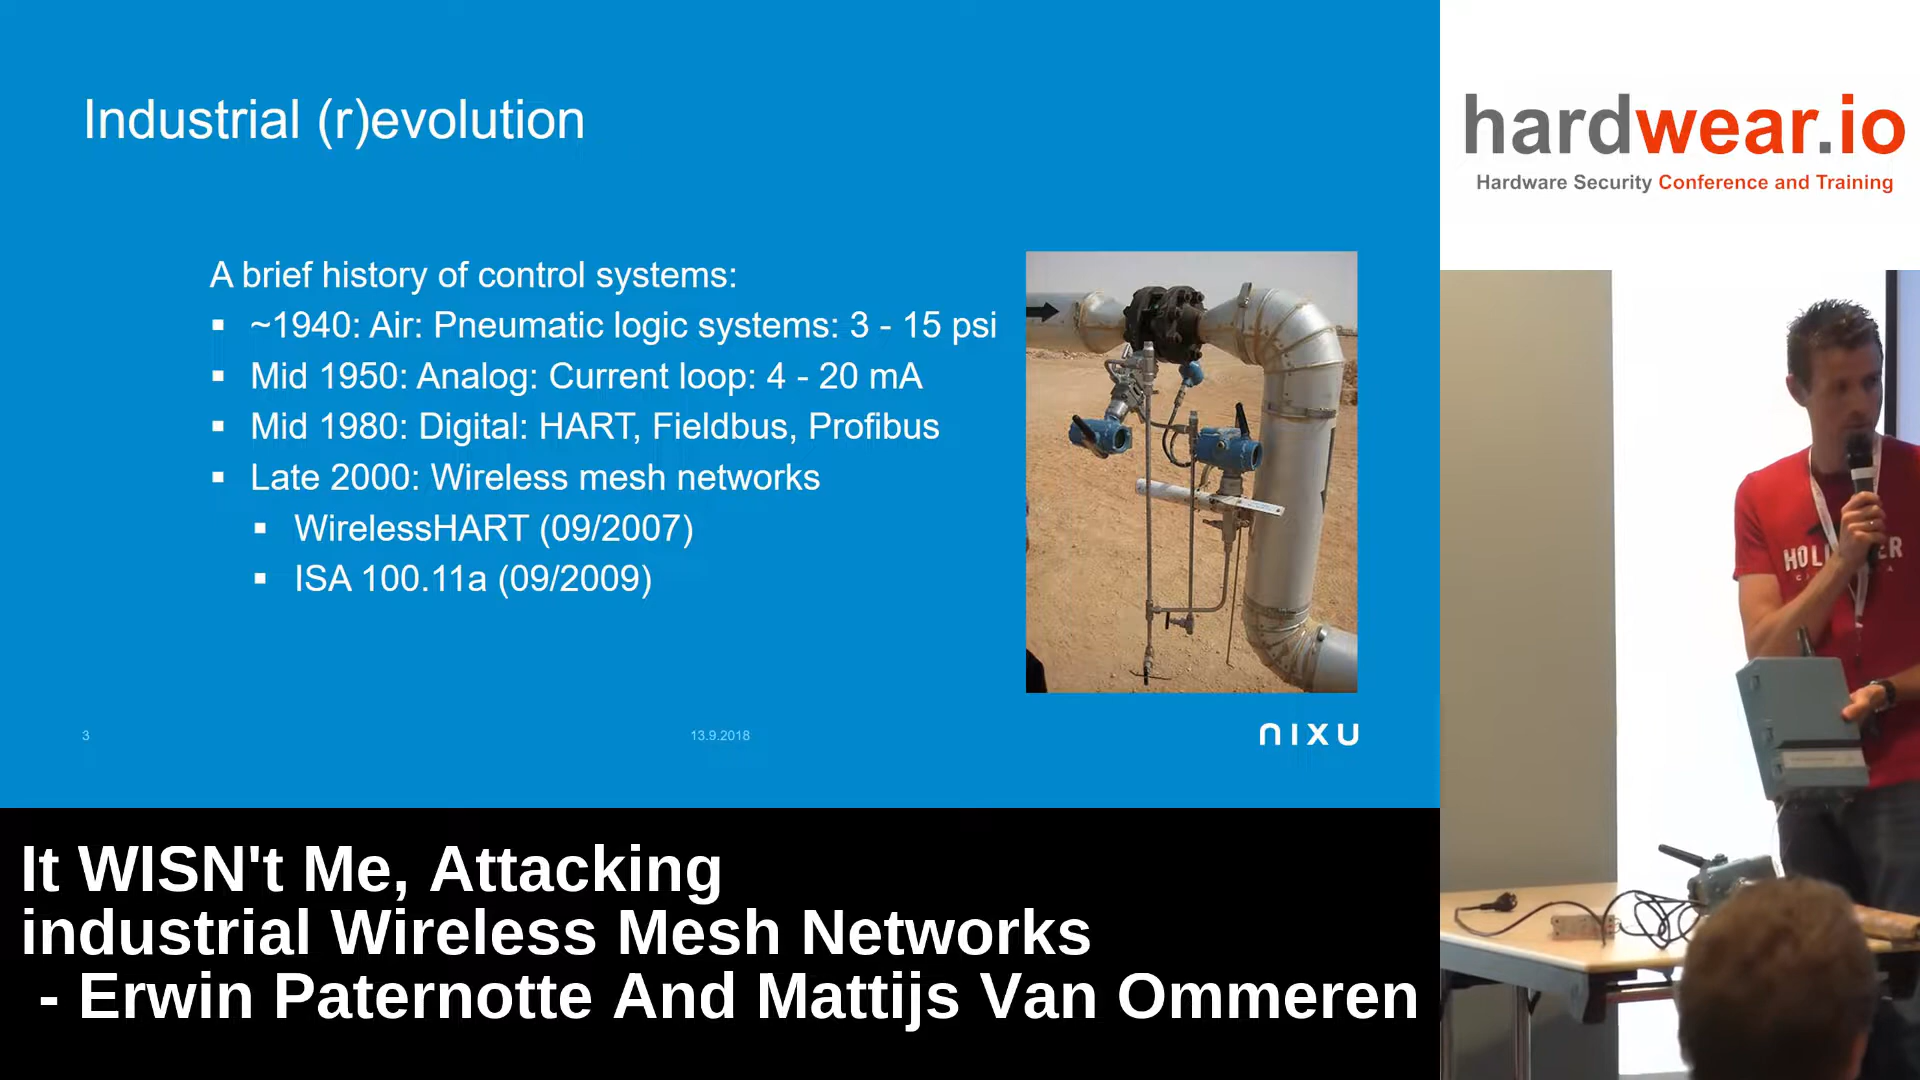 Industrial (r)evolution
A brief history of control systems:
▪ ~1940: Air: Pneumatic logic systems: 3 - 15 psi
▪ Mid 1950: Analog: Current loop: 4 - 20 mA
▪ Mid 1980: Digital: HART, Fieldbus, Profibus
▪ Late 2000: Wireless mesh networks
▪ WirelessHART (09/2007)
▪ ISA 100.11a (09/2009)
3
13.9.2018
NIXU
hardwear.io
Hardware Security Conference and Training
It WISN't Me, Attacking
industrial Wireless Mesh Networks
- Erwin Paternotte And Mattijs Van Ommeren